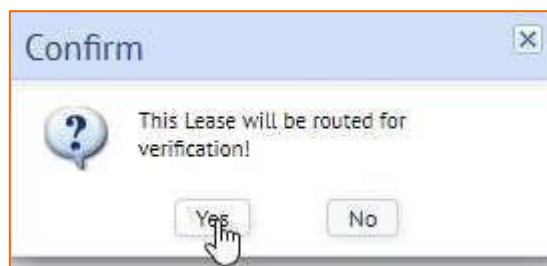 Confirm
This Lease will be routed for
verification!
Yes
No